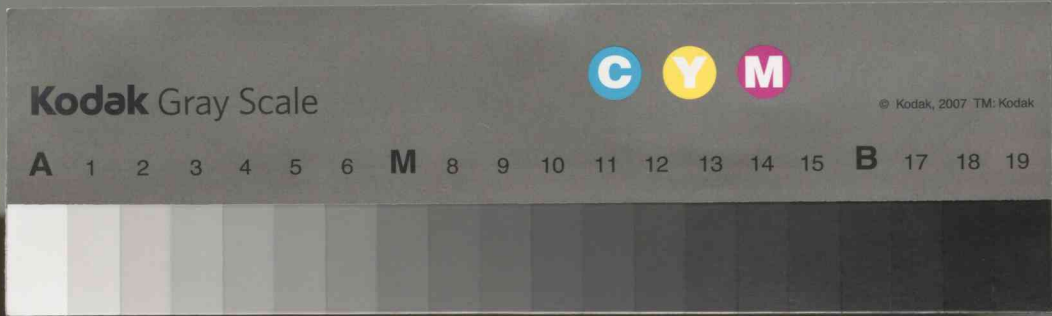 C Y M
Kodak Gray Scale
© Kodak, 2007 TM: Kodak
A 1 2 3 4 5 6 M 8 9 10 11 12 13 14 15 B 17 18 19